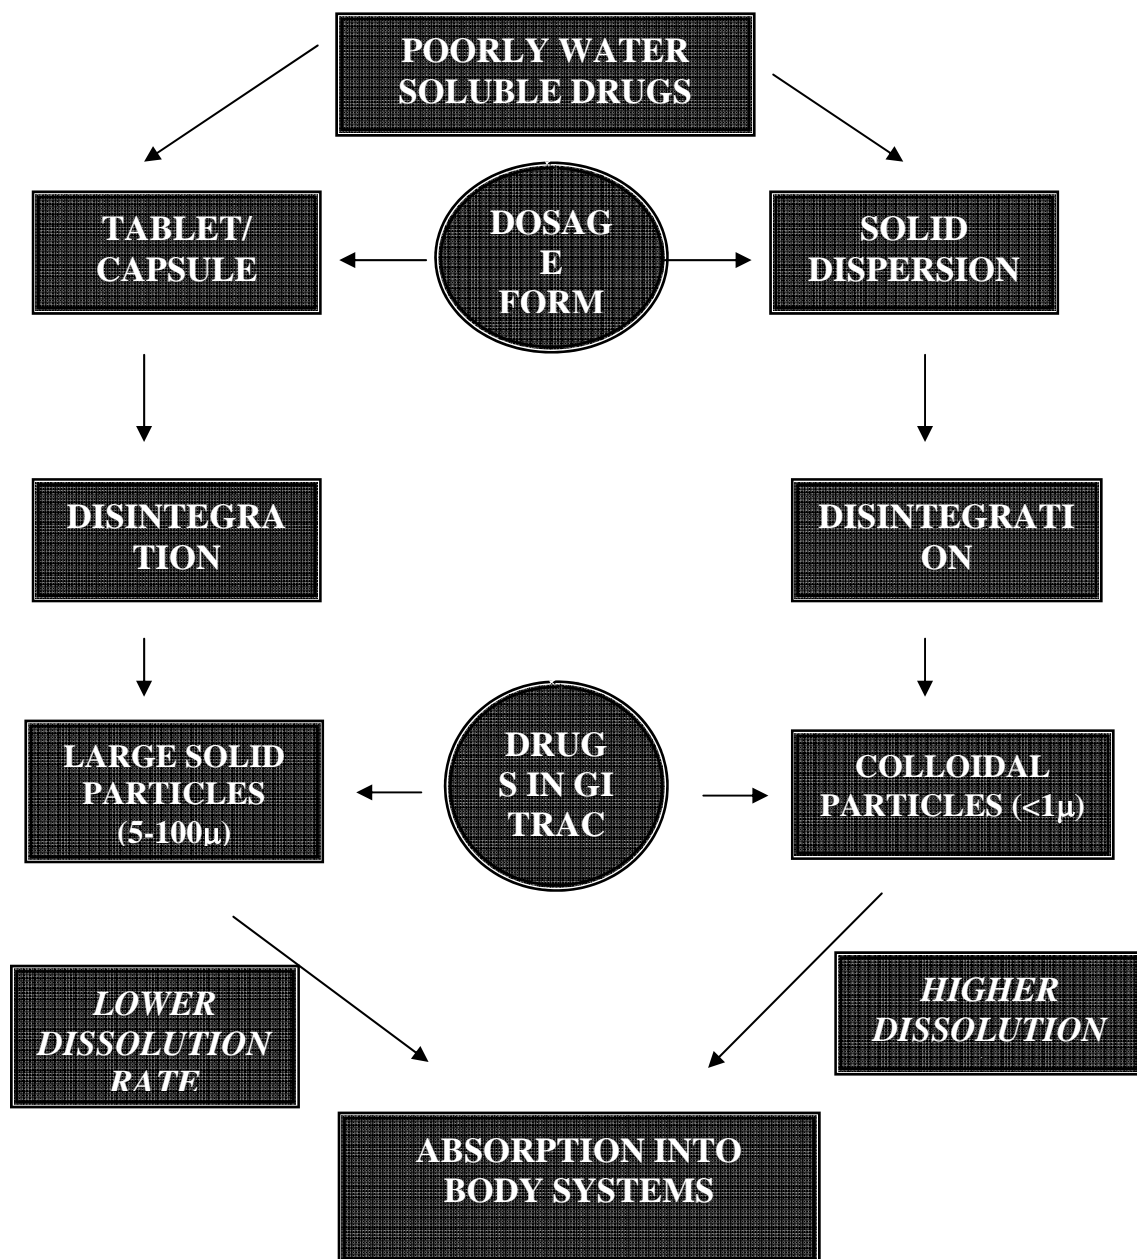 POORLY WATER
SOLUBLE DRUGS
TABLET/
CAPSULE
DOSAG
E
FORM
SOLID
DISPERSION
DISINTEGRA
TION
DISINTEGRATI
ON
LARGE SOLID
PARTICLES
(5-100μ)
DRUG
S IN GI
TRAC
COLLOIDAL
PARTICLES (<1μ)
LOWER
DISSOLUTION
RATE
HIGHER
DISSOLUTION
ABSORPTION INTO
BODY SYSTEMS